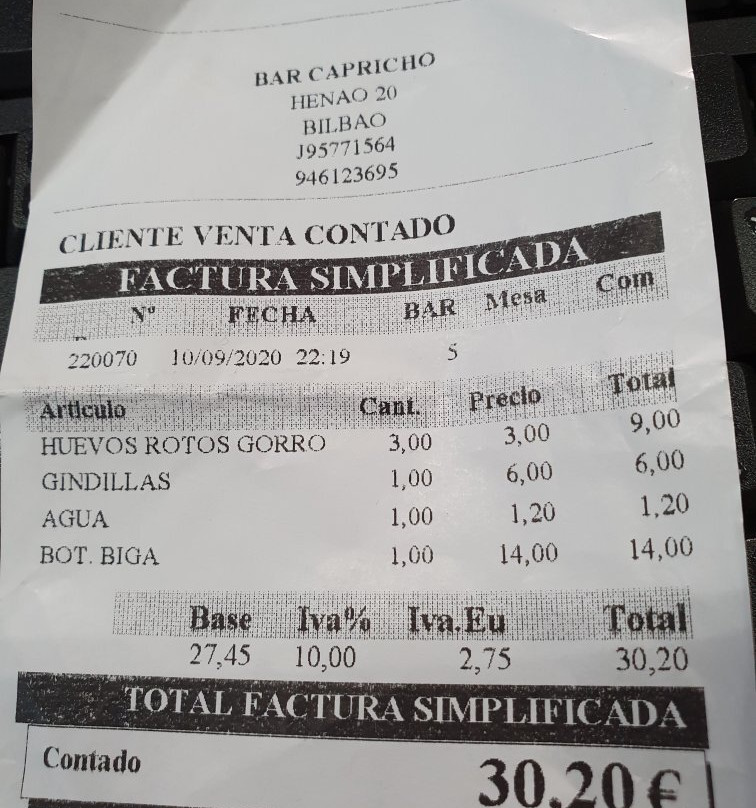 BAR CAPRICHO
HENAO 20
BILBAO
J95771564
946123695
CLIENTE VENTA CONTADO
FACTURA SIMPLIFICADA
Nº FECHA BAR Mesa Com
220070 10/09/2020 22:19 5
Articulo Cant. Precio Total
HUEVOS ROTOS GORRO 3,00 3,00 9,00
GINDILLAS 1,00 6,00 6,00
AGUA 1,00 1,20 1,20
BOT. BIGA 1,00 14,00 14,00
Base Iva% Iva.Eu Total
27,45 10,00 2,75 30,20
TOTAL FACTURA SIMPLIFICADA
Contado 30,20 €